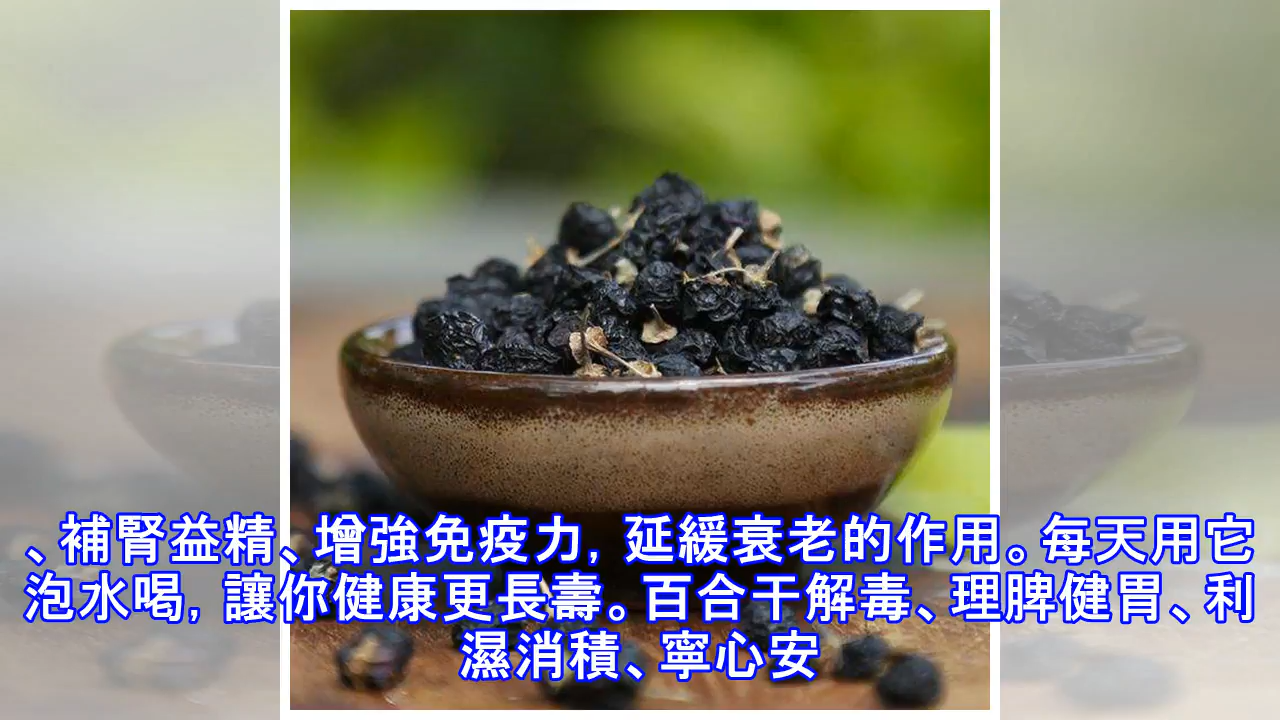 、補腎益精、增強免疫力, 延緩衰老的作用。每天用它
泡水喝, 讓你健康更長壽。百合干解毒、理脾健胃、利
濕消積、寧心安